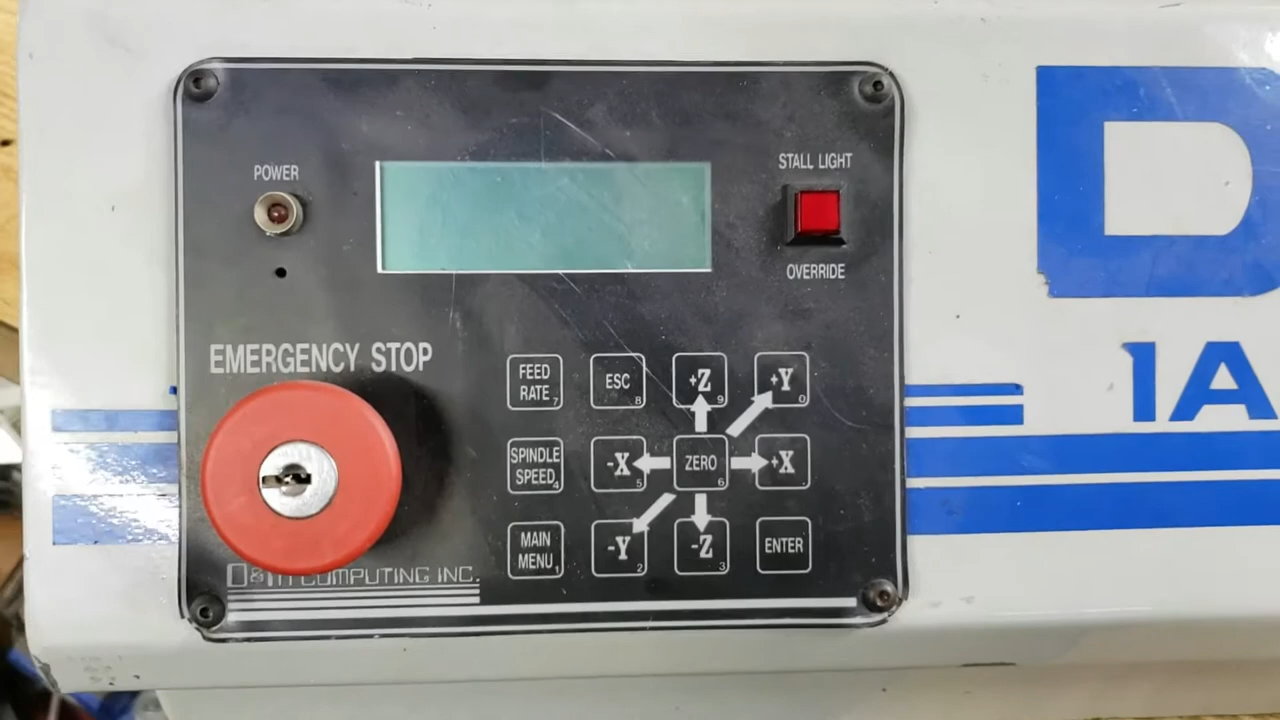 POWER
STALL LIGHT
OVERRIDE
D
1A
EMERGENCY STOP
FEED
RATE 7
ESC 8
+Z 9
+Y 0
SPINDLE
SPEED 4
-X 5
ZERO 6
+X .
MAIN
MENU 1
-Y 2
-Z 3
ENTER
COMPUTING INC.